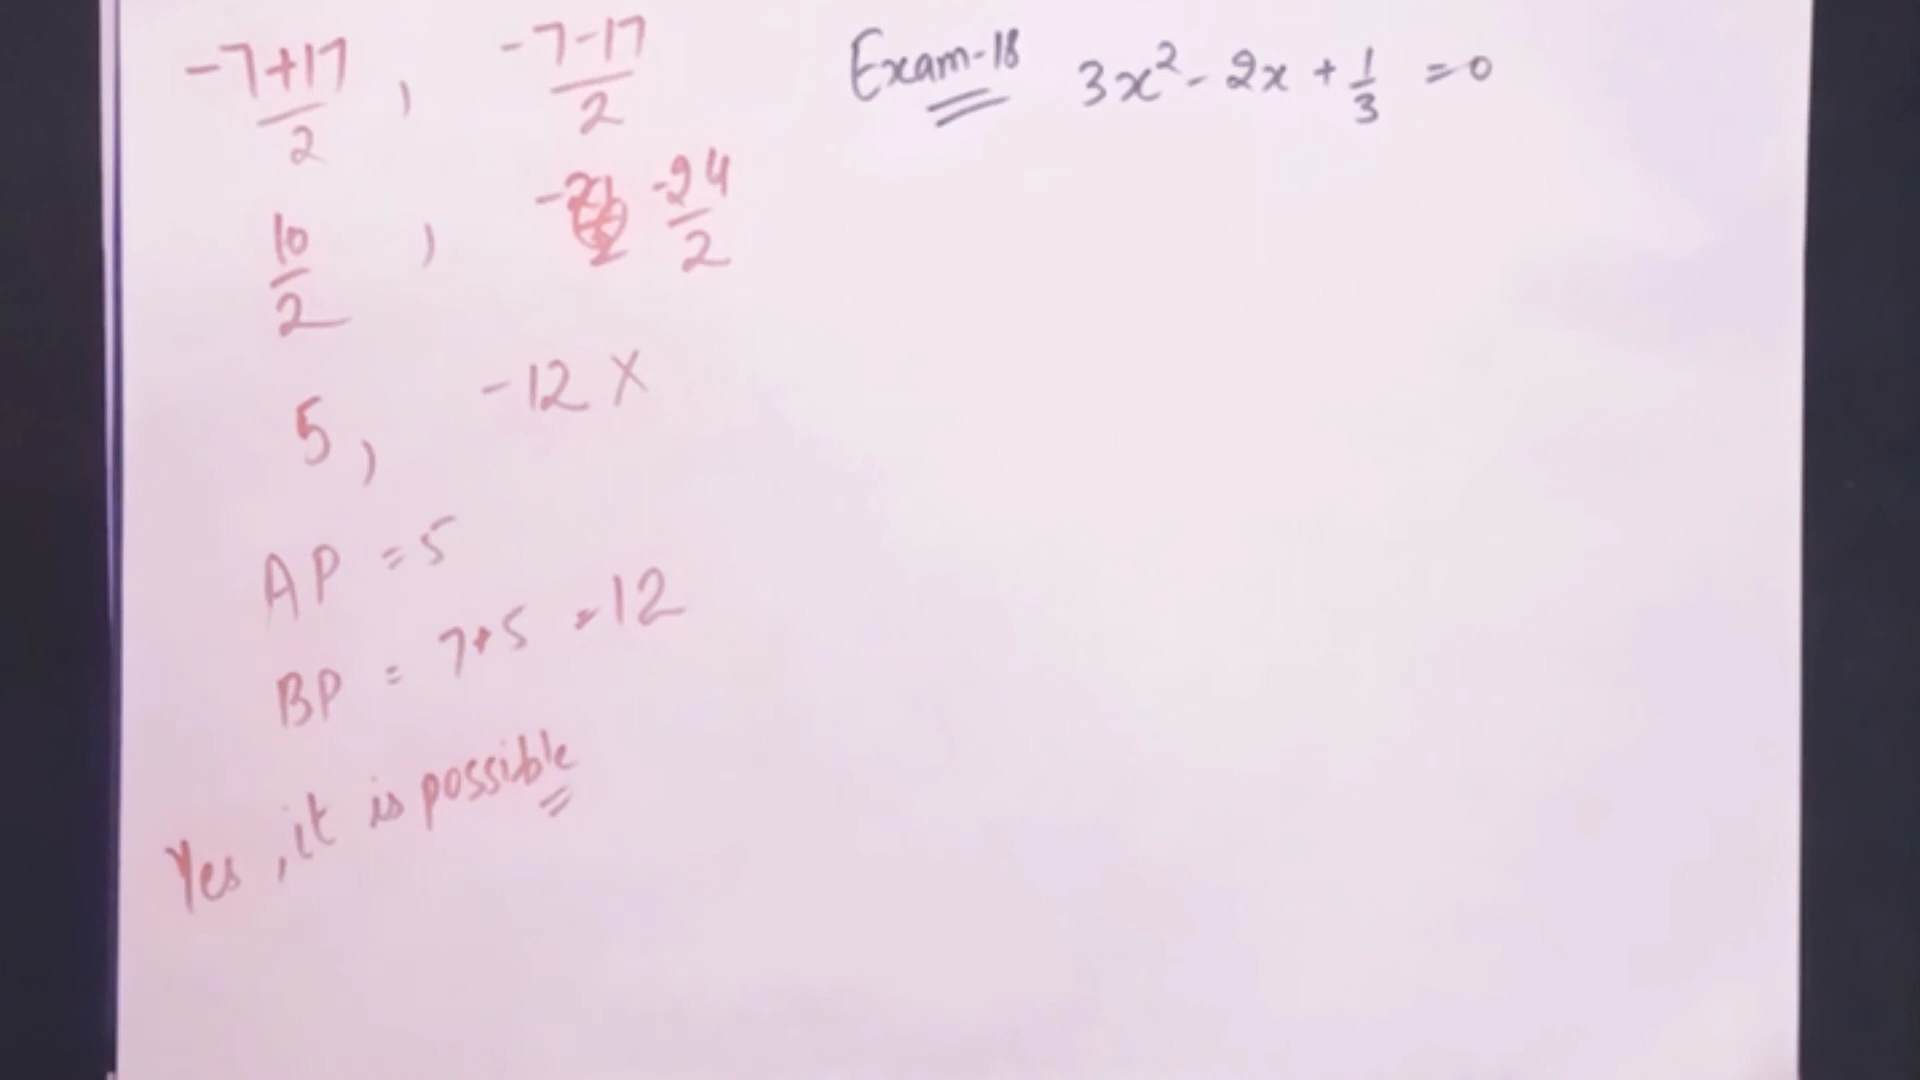 -7+17/2 , -7-17/2
10/2 , -24/2
5, -12 X
AP = 5
BP = 7+5 = 12
Yes, it is possible
Exam-18 3x² - 2x + 1/3 = 0